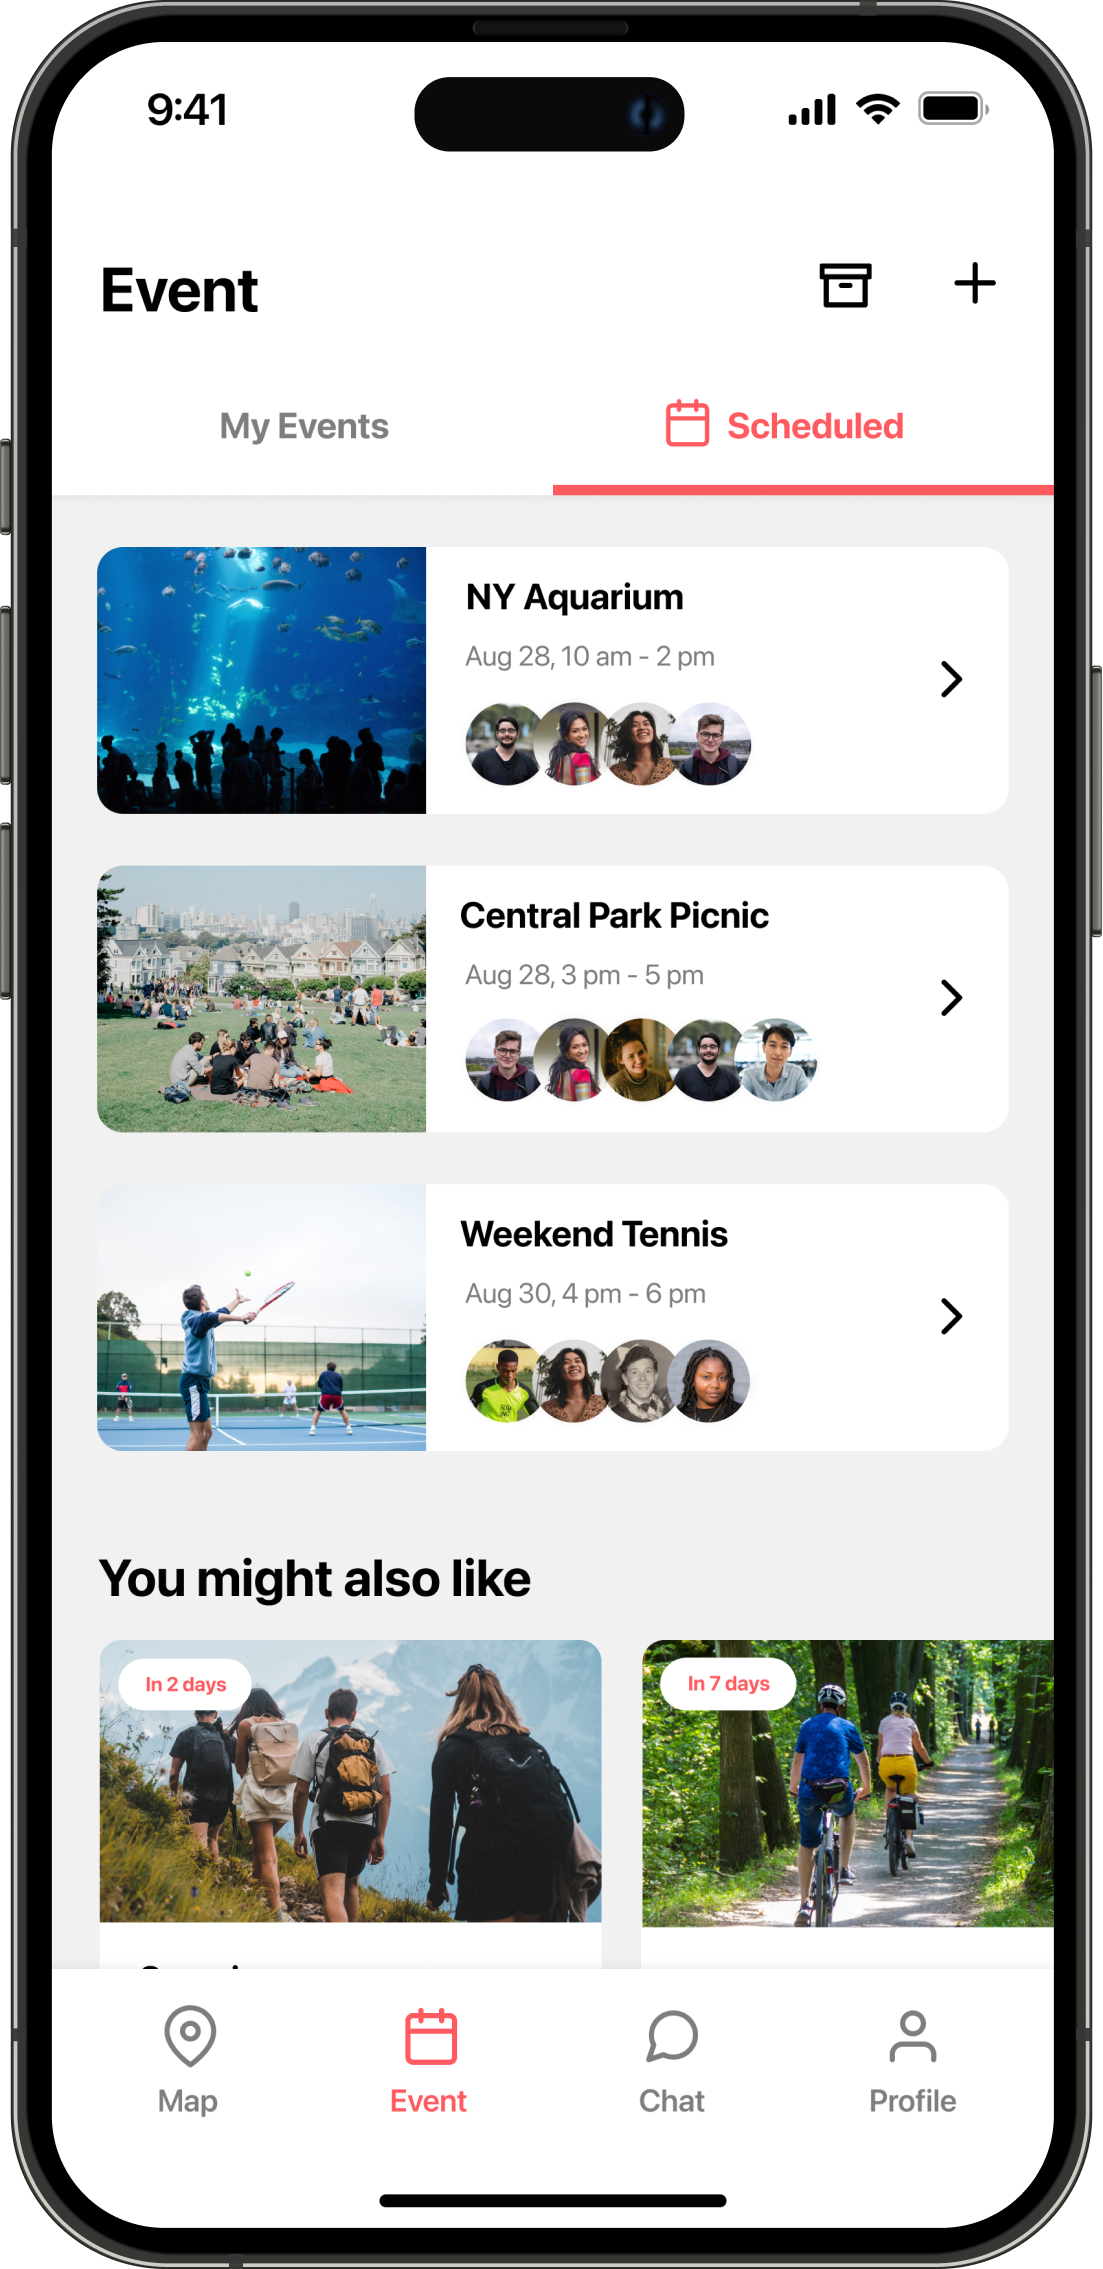 9:41
Event
My Events
Scheduled
NY Aquarium
Aug 28, 10 am - 2 pm
Central Park Picnic
Aug 28, 3 pm - 5 pm
Weekend Tennis
Aug 30, 4 pm - 6 pm
You might also like
In 2 days
In 7 days
Map
Event
Chat
Profile